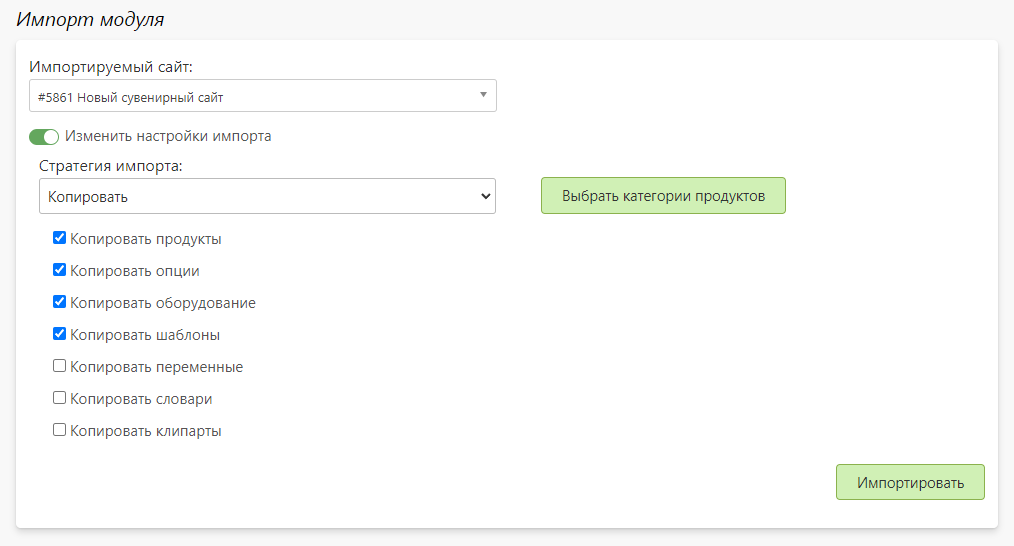 Импорт модуля
Импортируемый сайт:
#5861 Новый сувенирный сайт
Изменить настройки импорта
Стратегия импорта:
Копировать
Выбрать категории продуктов
Копировать продукты
Копировать опции
Копировать оборудование
Копировать шаблоны
Копировать переменные
Копировать словари
Копировать клипарты
Импортировать